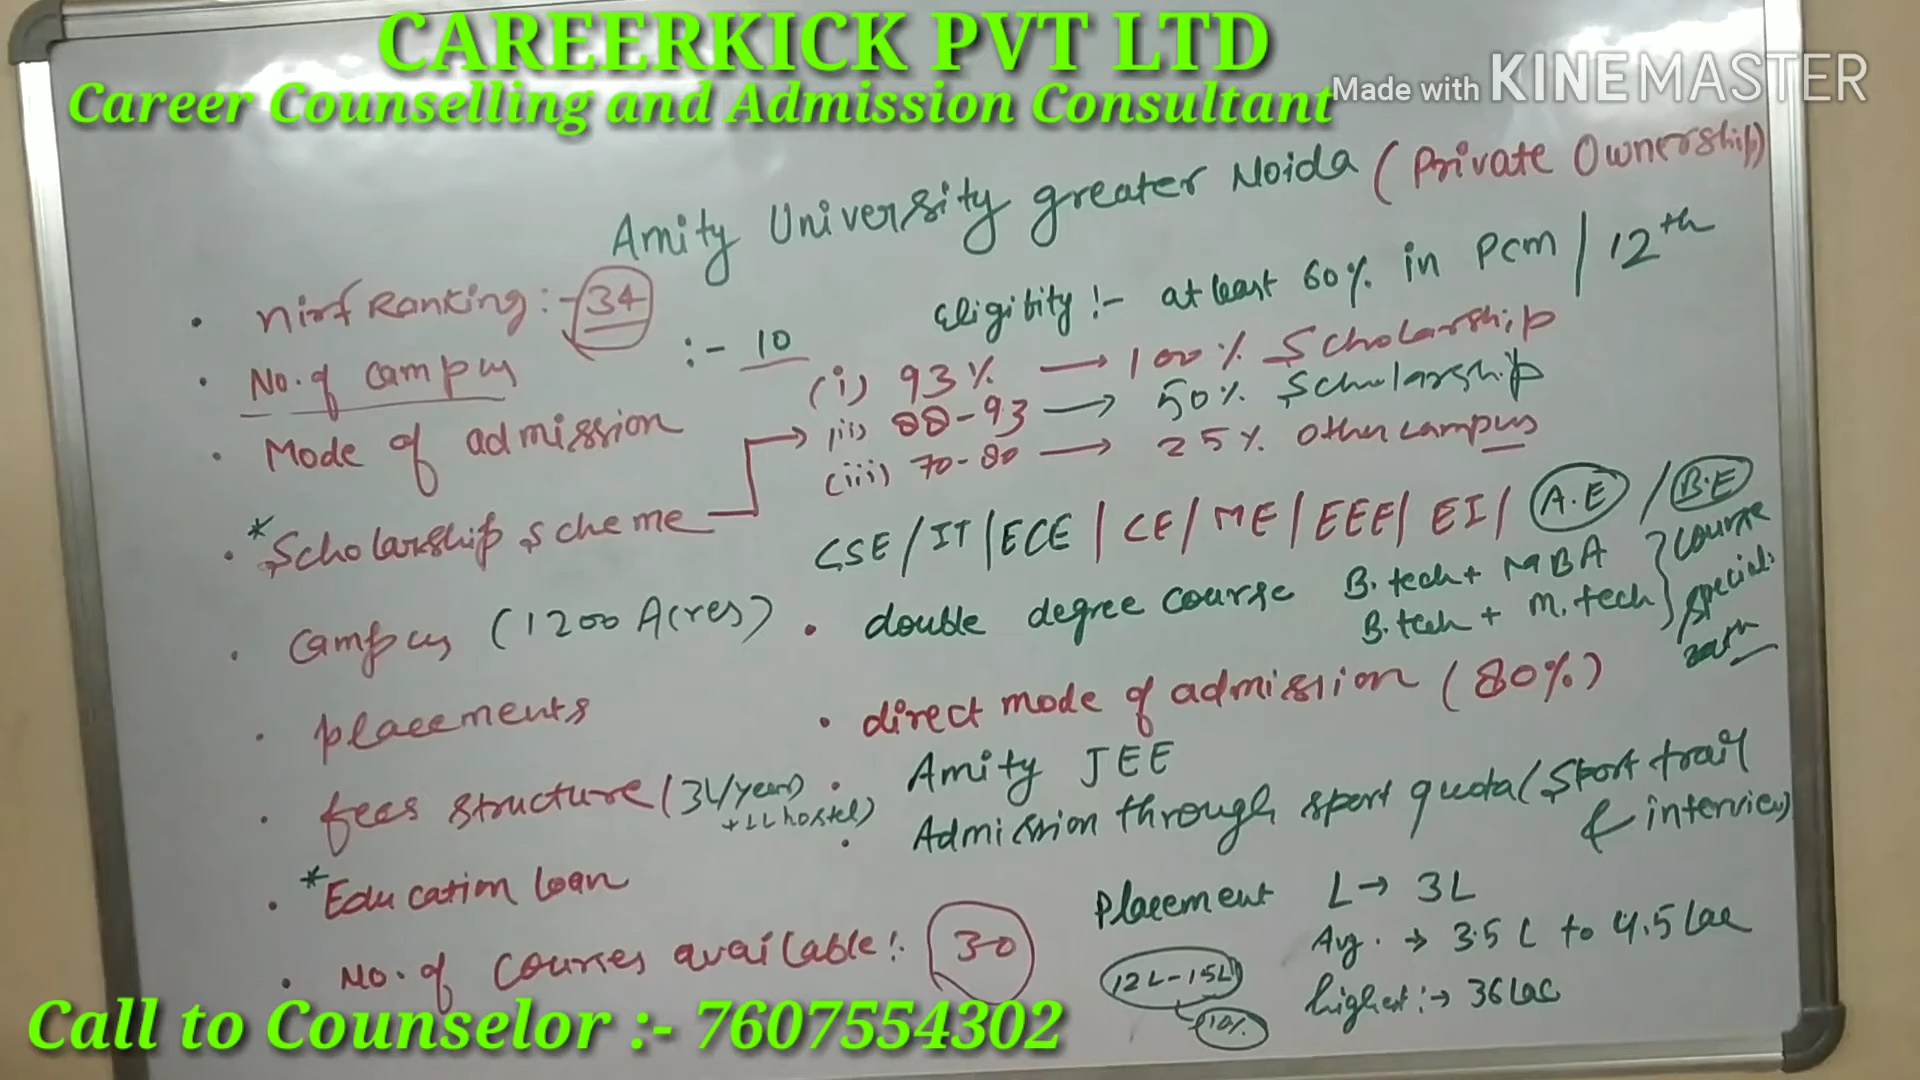 CAREERKICK PVT LTD
Career Counselling and Admission Consultant
Made with KINEMASTER
Amity University greater Noida (Private Ownership)
• nirf Ranking :- 34
Eligibity :- at least 60% in PCM / 12th
• No. of Campus :- 10
• Mode of admission
* Scholarship Scheme →
(i) 93% → 100% Scholarship
(ii) 88-93 → 50% Scholarship
(iii) 70-80 → 25% other campus
CSE / IT | ECE | CE / ME | EEE | EI | A.E / B.E
• Campus (1200 Acres)
• double degree course B.tech + MBA
B.tech + M.tech } course
• Placements
• direct mode of admission (80%)
• fees structure (3L/year
+1L hostel)
• Amity JEE
• Admission through sport quota (Sport trail
& interview)
• * Education loan
• No. of Courses available :- 30
Placement L → 3L
Avg. → 3.5 L to 4.5 Lac
highest :→ 36 Lac
12L-15L
10%
Call to Counselor :- 7607554302